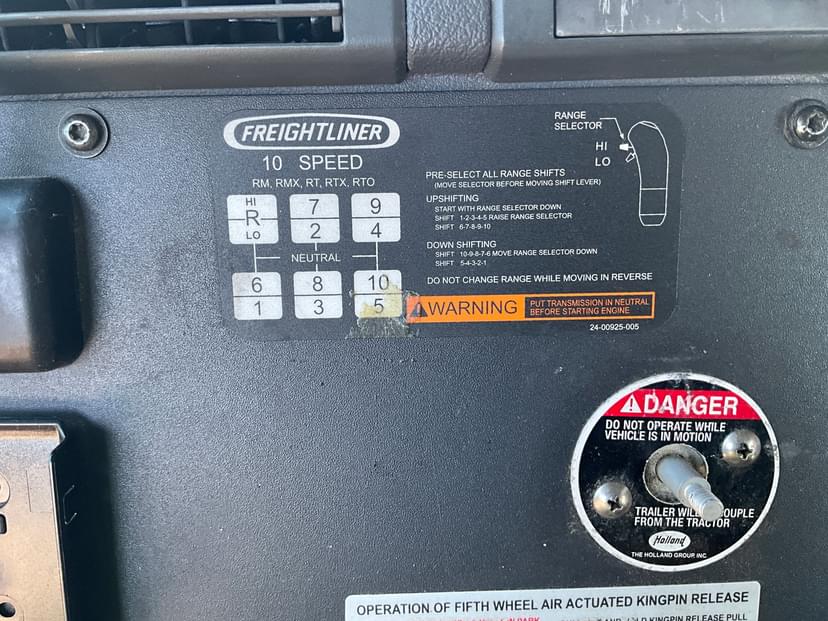 FREIGHTLINER
10 SPEED
RM, RMX, RT, RTX, RTO
HI
R
LO
7
2
9
4
NEUTRAL
6
1
8
3
10
5
RANGE
SELECTOR
HI
LO
PRE-SELECT ALL RANGE SHIFTS
(MOVE SELECTOR BEFORE MOVING SHIFT LEVER)
UPSHIFTING
START WITH RANGE SELECTOR DOWN
SHIFT 1-2-3-4-5 RAISE RANGE SELECTOR
SHIFT 6-7-8-9-10
DOWN SHIFTING
SHIFT 10-9-8-7-6 MOVE RANGE SELECTOR DOWN
SHIFT 5-4-3-2-1
DO NOT CHANGE RANGE WHILE MOVING IN REVERSE
WARNING
PUT TRANSMISSION IN NEUTRAL
BEFORE STARTING ENGINE
24-00925-005
DANGER
DO NOT OPERATE WHILE
VEHICLE IS IN MOTION
TRAILER
FROM THE TRACTOR
Holland
THE HOLLAND GROUP, INC.
OPERATION OF FIFTH WHEEL AIR ACTUATED KINGPIN RELEASE
KINGPIN RELEASE PULL